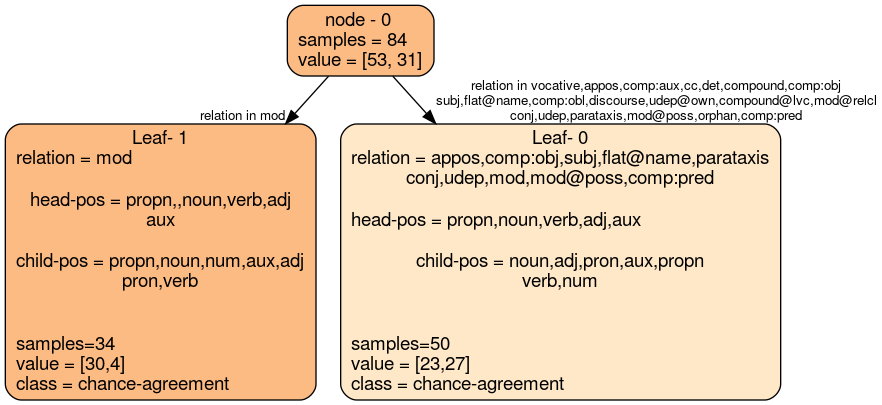 node - 0
samples = 84
value = [53, 31]
relation in mod
relation in vocative,appos,comp:aux,cc,det,compound,comp:obj
subj,flat@name,comp:obl,discourse,udep@own,compound@lvc,mod@relcl
conj,udep,parataxis,mod@poss,orphan,comp:pred
Leaf- 1
relation = mod
head-pos = propn,,noun,verb,adj
aux
child-pos = propn,noun,num,aux,adj
pron,verb
samples=34
value = [30,4]
class = chance-agreement
Leaf- 0
relation = appos,comp:obj,subj,flat@name,parataxis
conj,udep,mod,mod@poss,comp:pred
head-pos = propn,noun,verb,adj,aux
child-pos = noun,adj,pron,aux,propn
verb,num
samples=50
value = [23,27]
class = chance-agreement